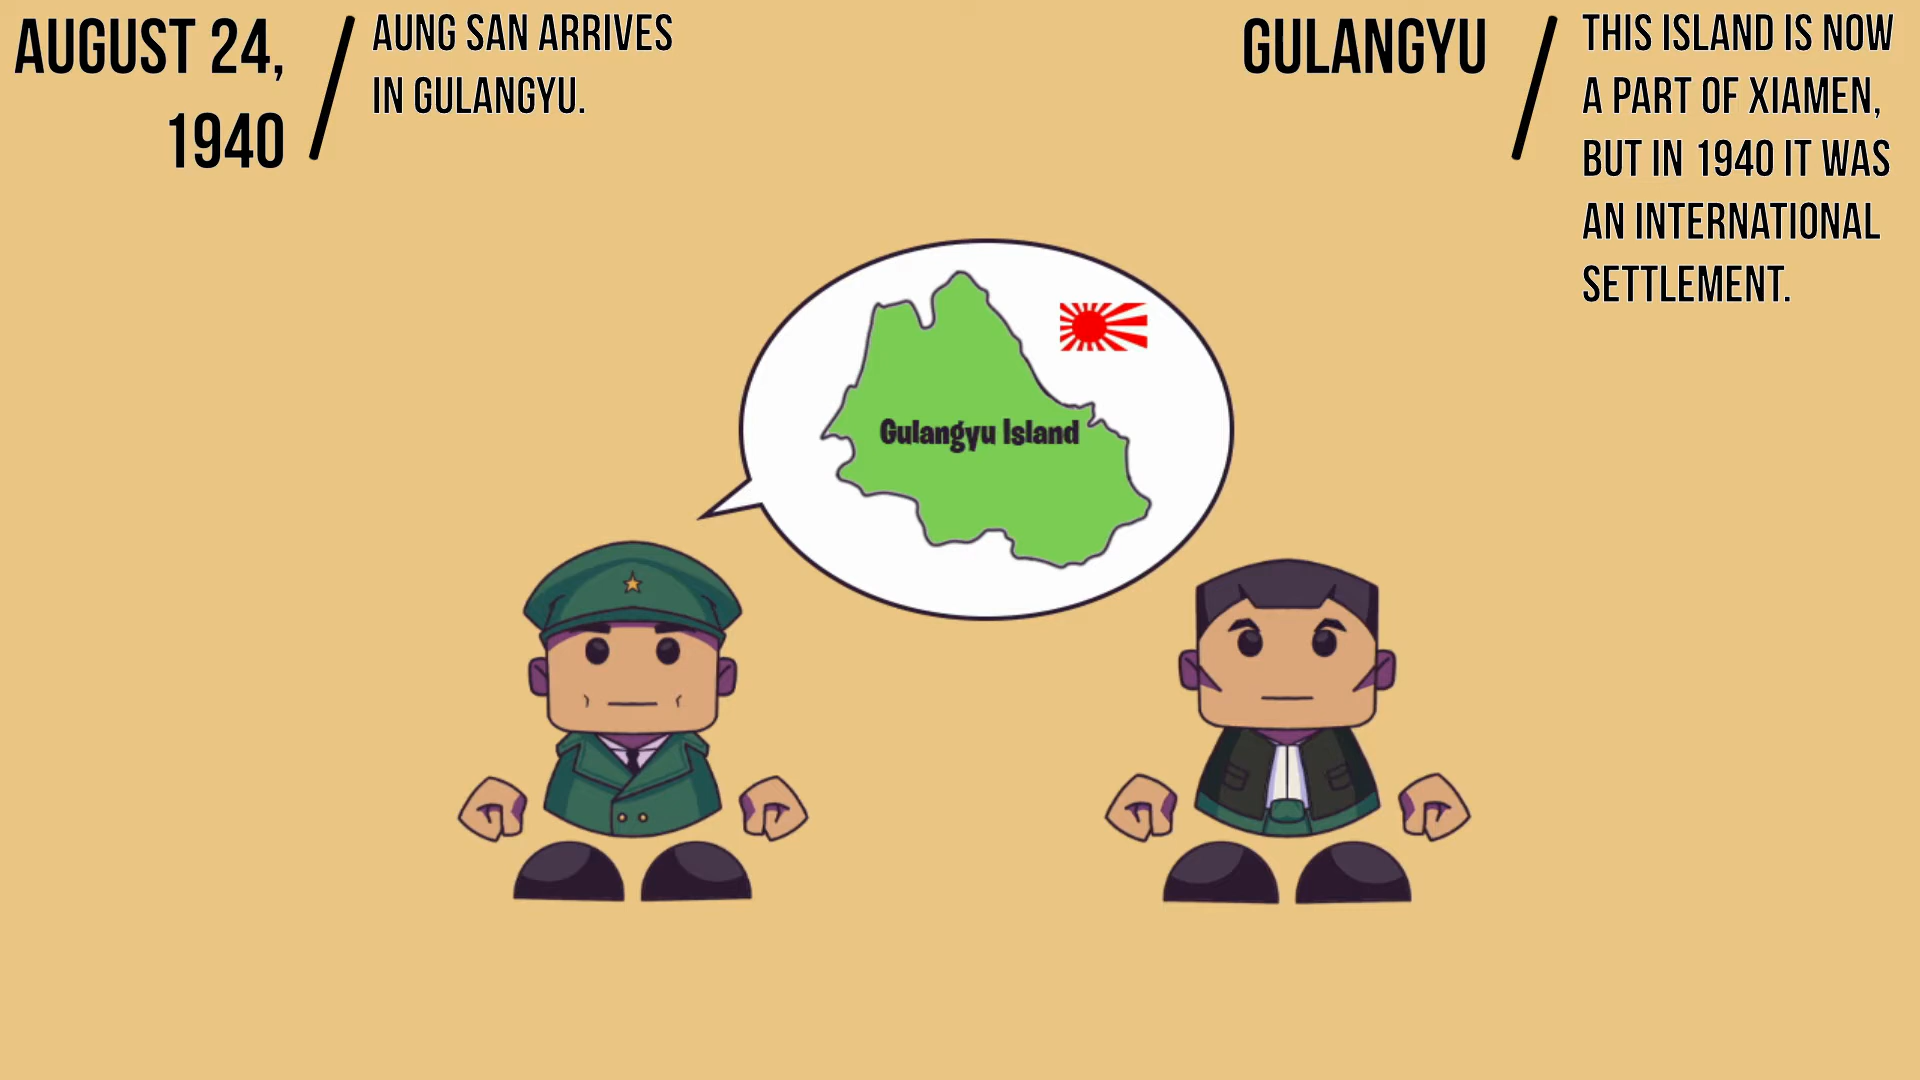 AUGUST 24,
1940
AUNG SAN ARRIVES
IN GULANGYU.
GULANGYU
THIS ISLAND IS NOW
A PART OF XIAMEN,
BUT IN 1940 IT WAS
AN INTERNATIONAL
SETTLEMENT.
Gulangyu Island